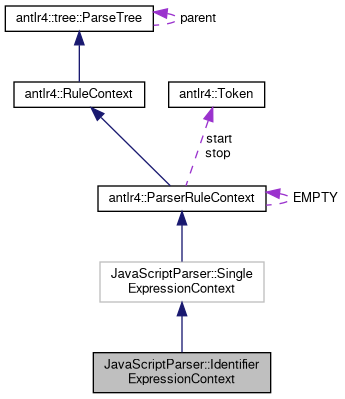 antlr4::tree::ParseTree
parent
antlr4::RuleContext
antlr4::Token
start
stop
antlr4::ParserRuleContext
EMPTY
JavaScriptParser::Single
ExpressionContext
JavaScriptParser::Identifier
ExpressionContext